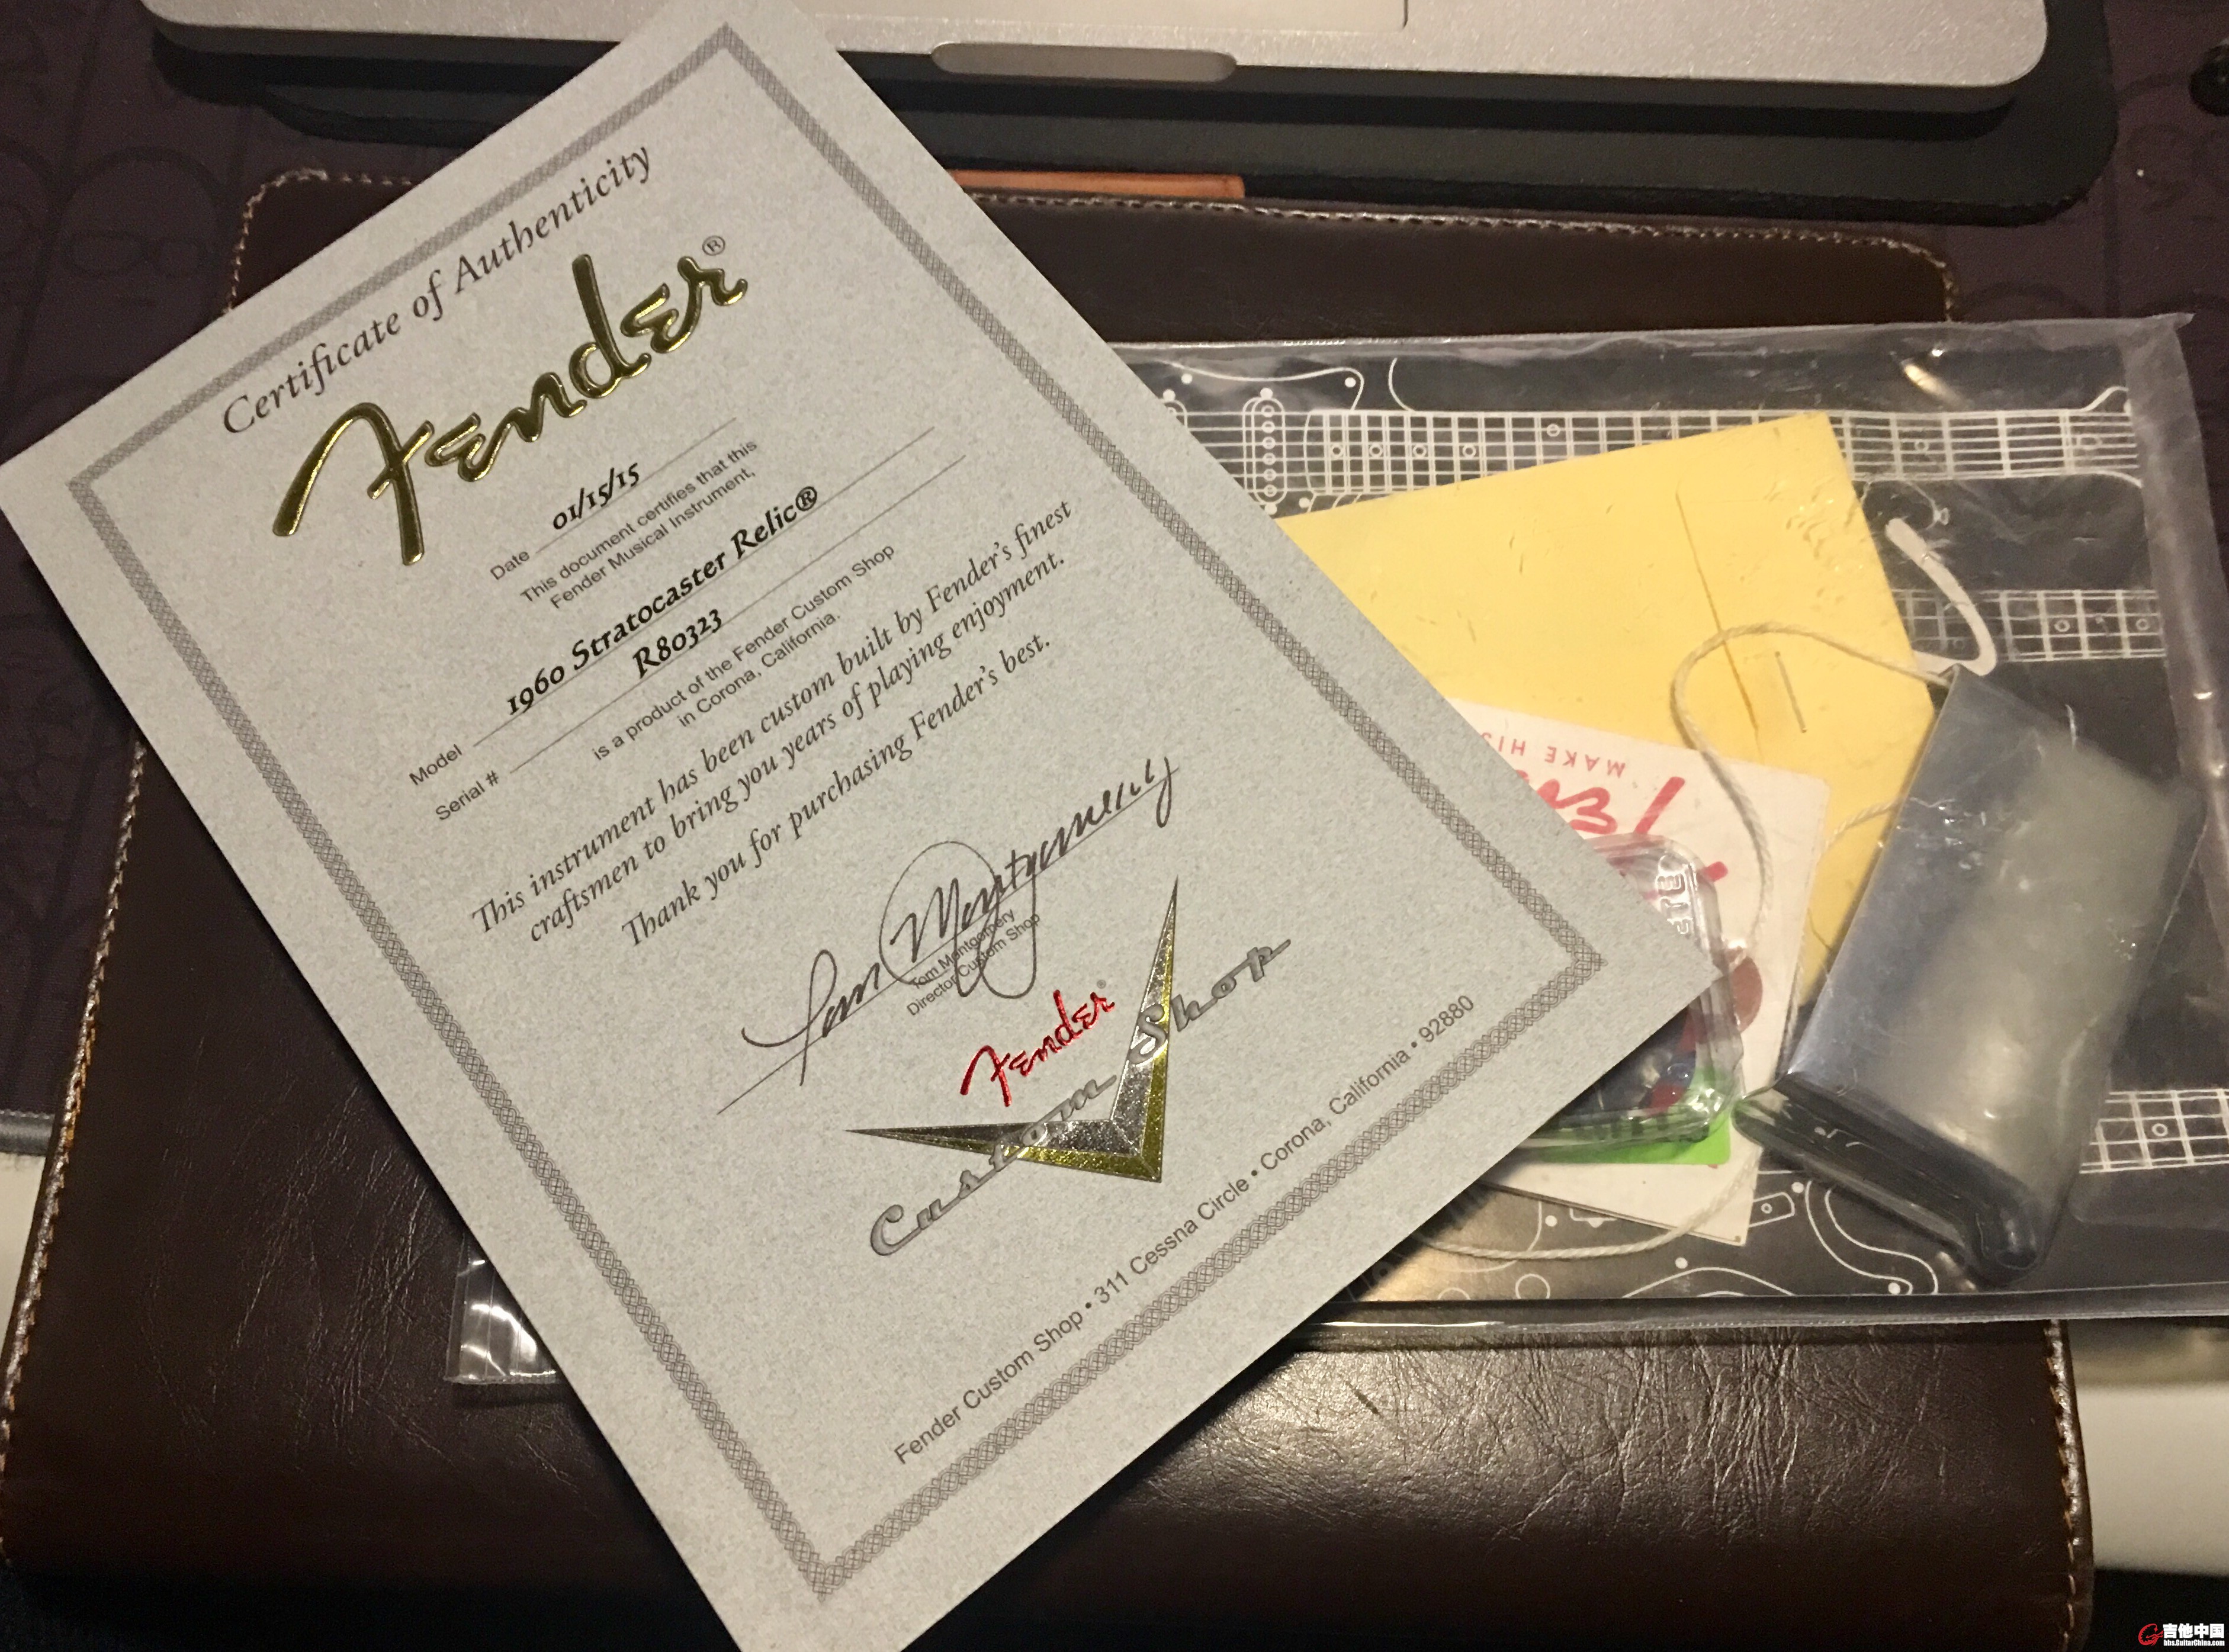 Certificate of Authenticity
Fender®
Date 01/15/15
This document certifies that this
Fender Musical Instrument,
Model 1960 Stratocaster Relic®
Serial # R80323
is a product of the Fender Custom Shop
in Corona, California.
This instrument has been custom built by Fender's finest
craftsmen to bring you years of playing enjoyment.
Thank you for purchasing Fender's best.
Tom Montgomery
Tom Montgomery
Director Custom Shop
Fender®
Custom Shop
Fender Custom Shop • 311 Cessna Circle • Corona, California • 92880
MAKE
吉他中国
bbs.GuitarChina.com